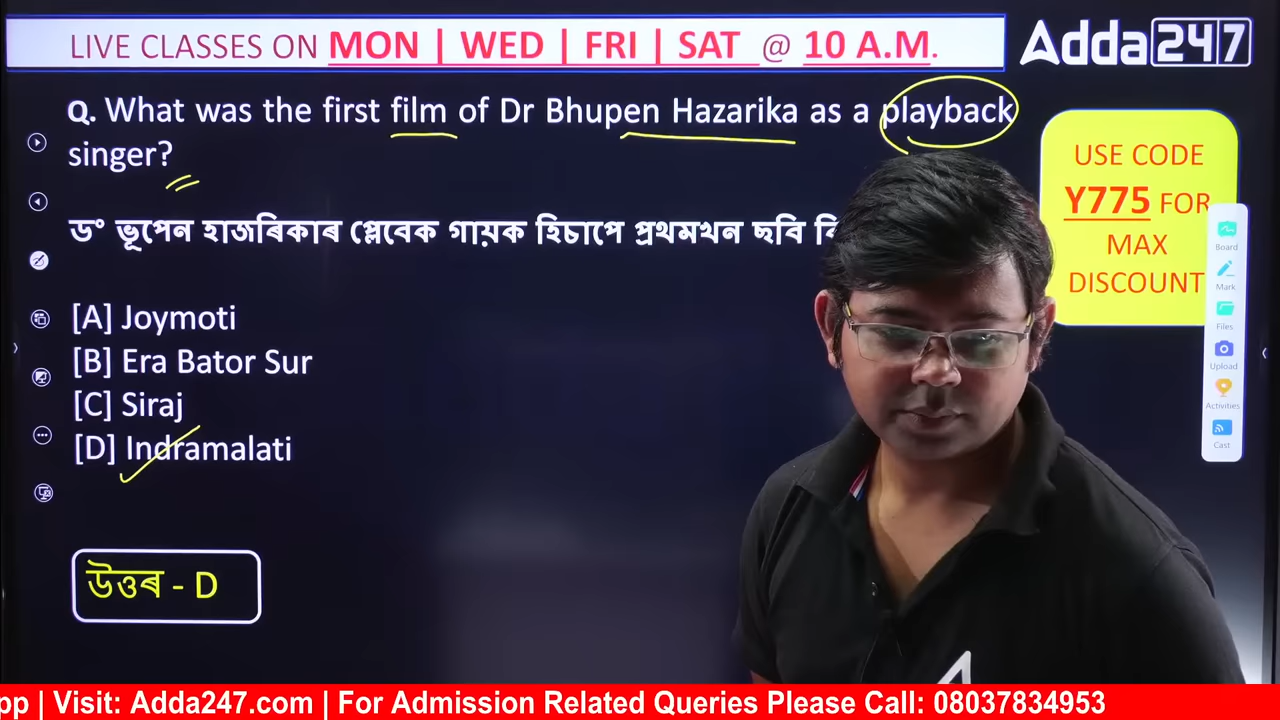 LIVE CLASSES ON MON | WED | FRI | SAT @ 10 A.M.
Adda247
Q. What was the first film of Dr Bhupen Hazarika as a playback
singer?
ড° ভূপেন হাজৰিকাৰ প্লেবেক গায়ক হিচাপে প্ৰথমখন ছবি
[A] Joymoti
[B] Era Bator Sur
[C] Siraj
[D] Indramalati
উত্তৰ - D
USE CODE
Y775 FOR
MAX
DISCOUNT
Board
Mark
Files
Upload
Activities
Cast
pp | Visit: Adda247.com | For Admission Related Queries Please Call: 08037834953